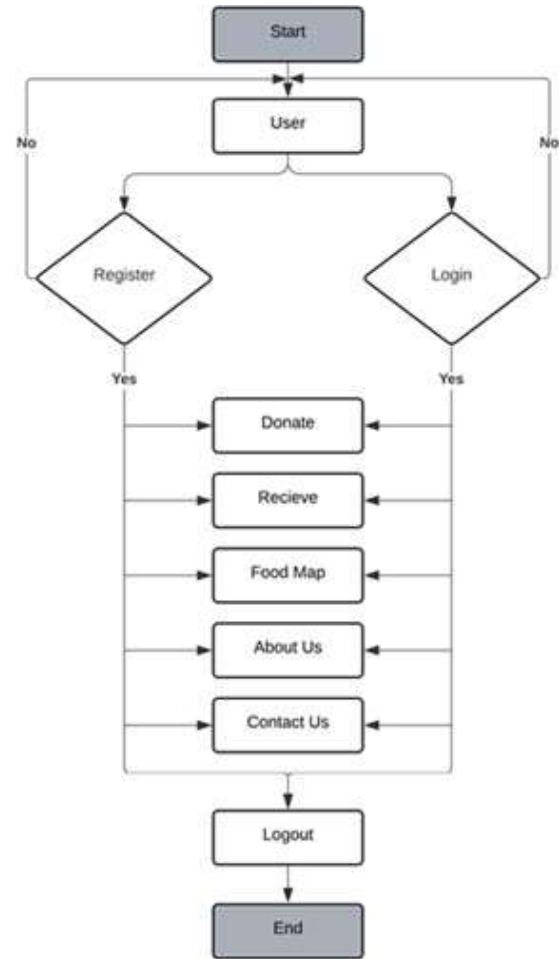 Start
User
No
No
Register
Login
Yes
Yes
Donate
Recieve
Food Map
About Us
Contact Us
Logout
End